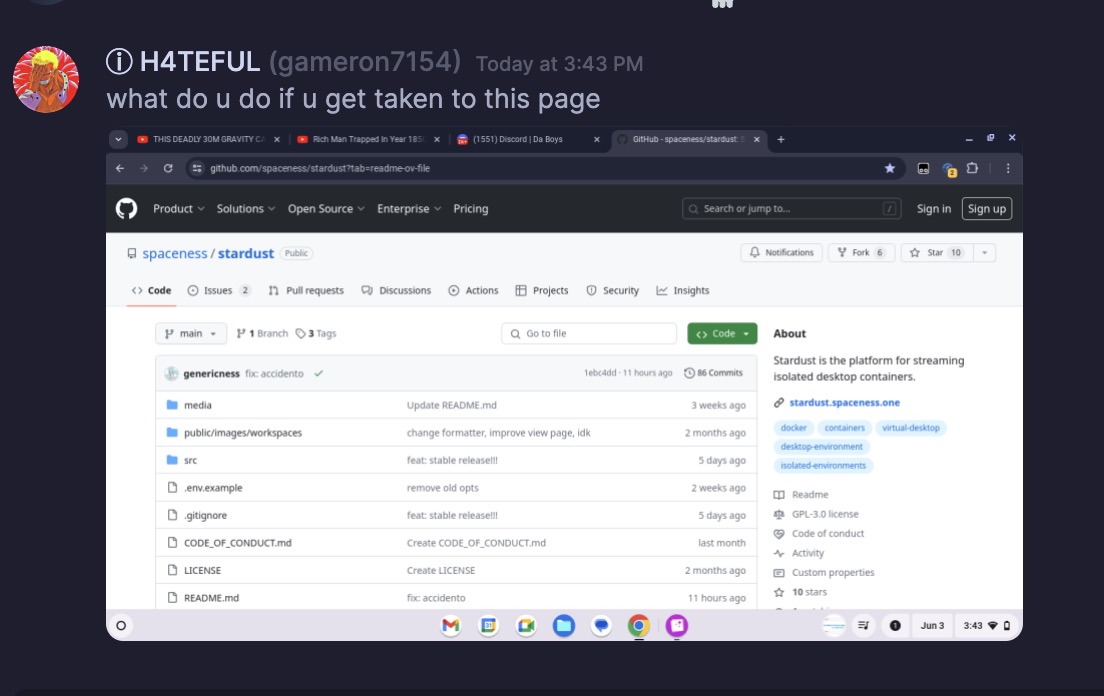 H4TEFUL (gameron7154) Today at 3:43 PM
what do u do if u get taken to this page
THIS DEADLY 30M GRAVITY CA
Rich Man Trapped In Year 185
(1551) Discord | Da Boys
GitHub - spaceness/stardust:
github.com/spaceness/stardust?tab=readme-ov-file
2
Product Solutions Open Source Enterprise Pricing
Search or jump to... /
Sign in Sign up
spaceness / stardust Public
Notifications Fork 6 Star 10
Code Issues 2 Pull requests Discussions Actions Projects Security Insights
main 1 Branch 3 Tags Go to file Code
genericness fix: accidento 1ebc4dd · 11 hours ago 86 Commits
media Update README.md 3 weeks ago
public/images/workspaces change formatter, improve view page, idk 2 months ago
src feat: stable release!!! 5 days ago
.env.example remove old opts 2 weeks ago
.gitignore feat: stable release!!! 5 days ago
CODE_OF_CONDUCT.md Create CODE_OF_CONDUCT.md last month
LICENSE Create LICENSE 2 months ago
README.md fix: accidento 11 hours ago
About
Stardust is the platform for streaming
isolated desktop containers.
stardust.spaceness.one
docker containers virtual-desktop
desktop-environment
isolated-environments
Readme
GPL-3.0 license
Code of conduct
Activity
Custom properties
10 stars
31
1 Jun 3 3:43